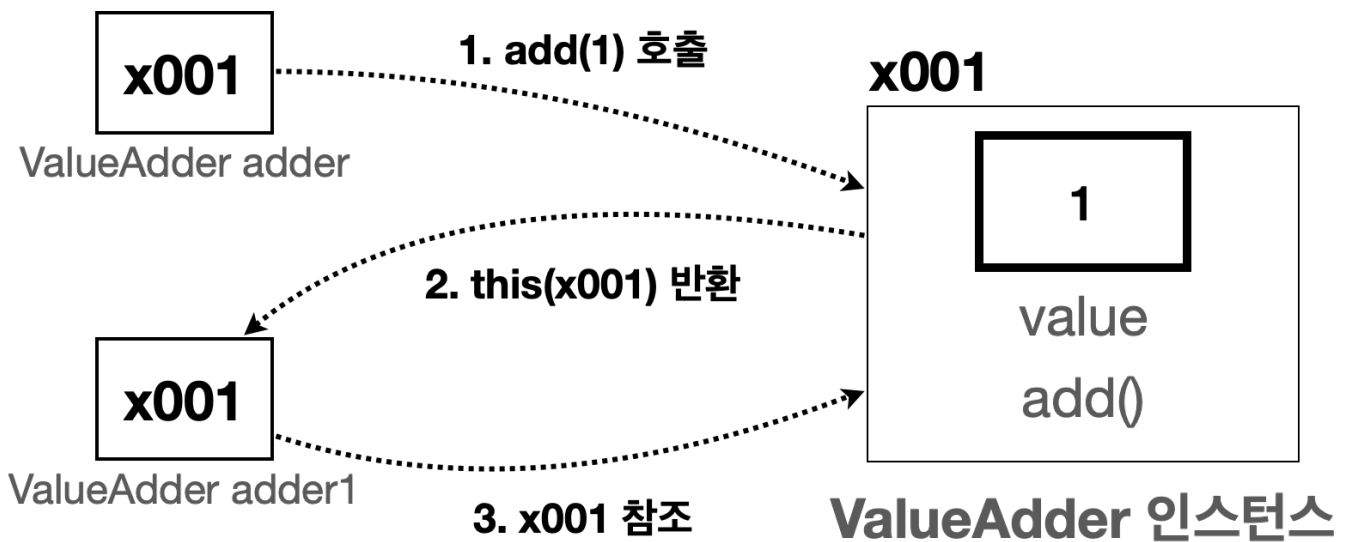 x001
ValueAdder adder
1. add(1) 호출
x001
1
value
add()
ValueAdder 인스턴스
2. this(x001) 반환
x001
ValueAdder adder1
3. x001 참조